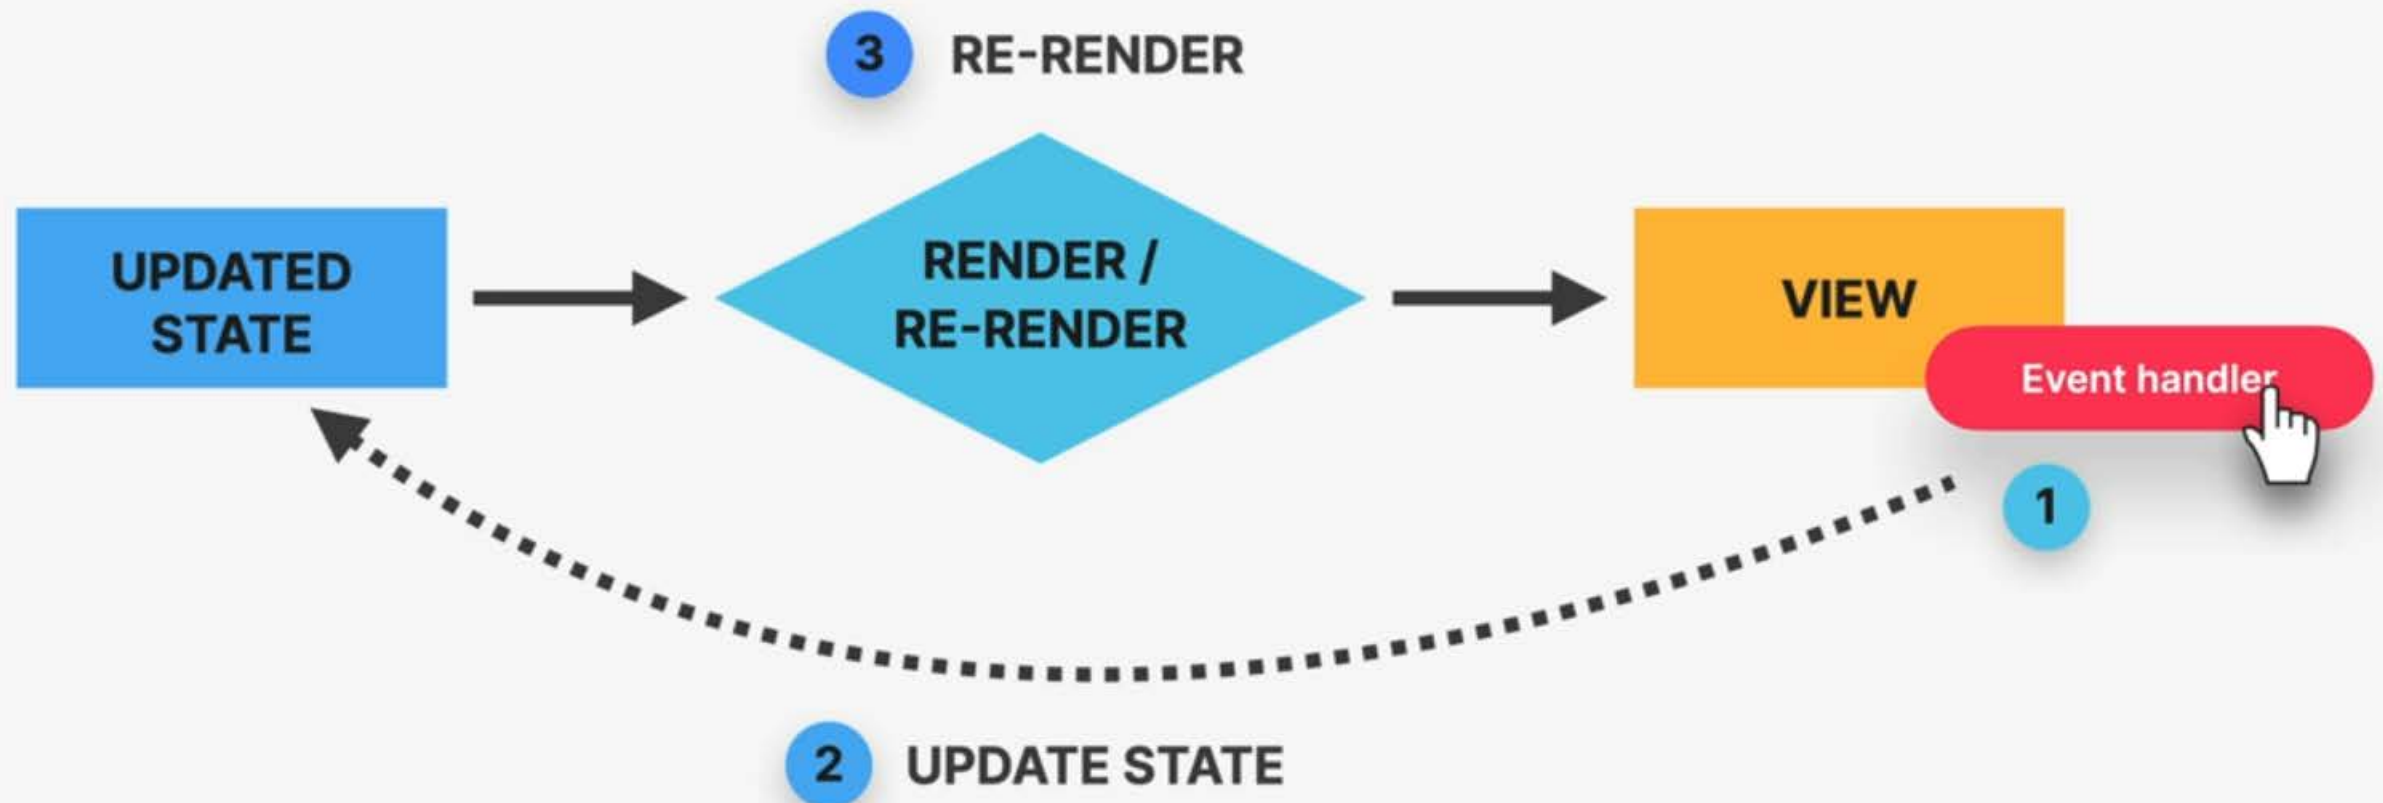 3 RE-RENDER
UPDATED
STATE
RENDER /
RE-RENDER
VIEW
Event handler
1
2 UPDATE STATE